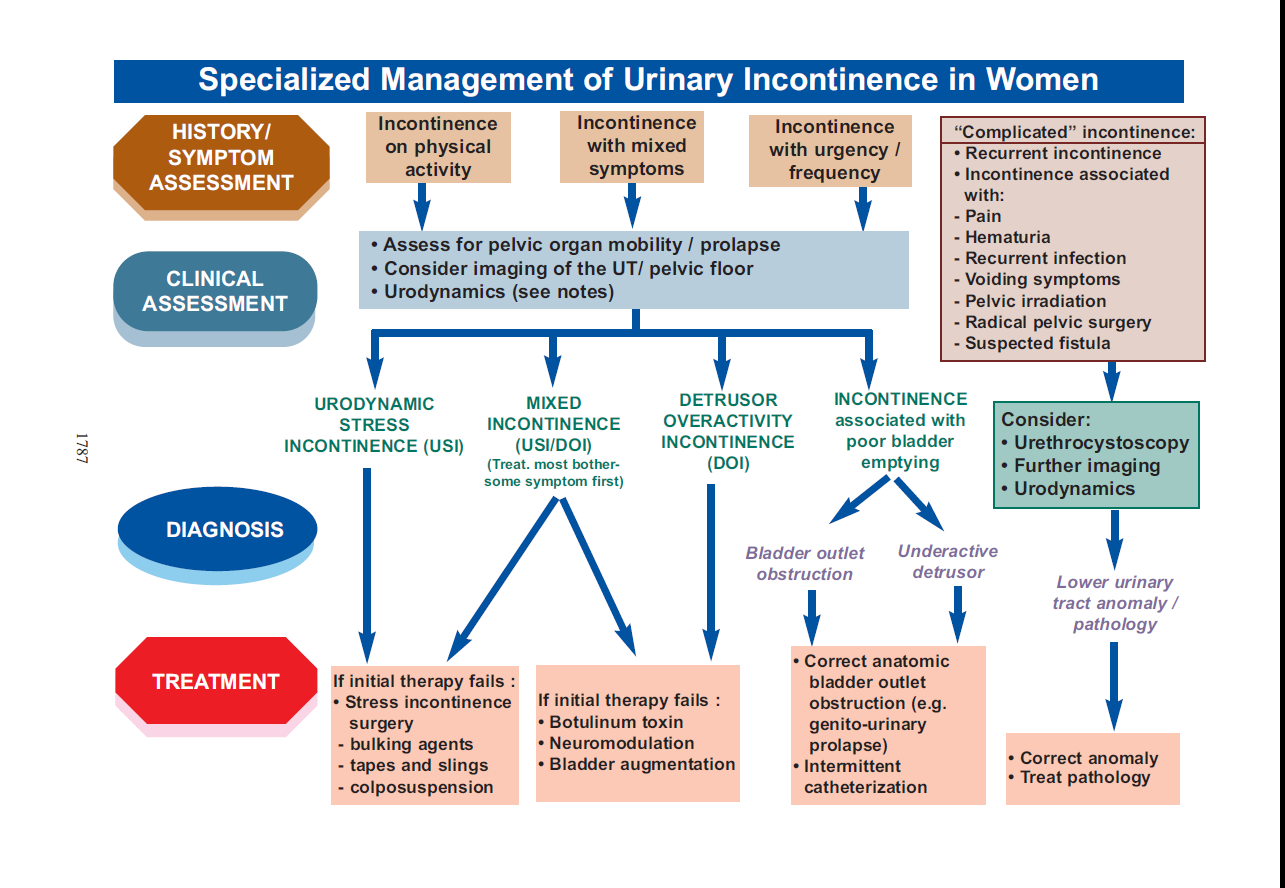 Specialized Management of Urinary Incontinence in Women
HISTORY/
SYMPTOM
ASSESSMENT
Incontinence
on physical
activity
Incontinence
with mixed
symptoms
Incontinence
with urgency /
frequency
“Complicated” incontinence:
• Recurrent incontinence
• Incontinence associated
with:
- Pain
- Hematuria
- Recurrent infection
- Voiding symptoms
- Pelvic irradiation
- Radical pelvic surgery
- Suspected fistula
CLINICAL
ASSESSMENT
• Assess for pelvic organ mobility / prolapse
• Consider imaging of the UT/ pelvic floor
• Urodynamics (see notes)
URODYNAMIC
STRESS
INCONTINENCE (USI)
MIXED
INCONTINENCE
(USI/DOI)
(Treat. most bother-
some symptom first)
DETRUSOR
OVERACTIVITY
INCONTINENCE
(DOI)
INCONTINENCE
associated with
poor bladder
emptying
Consider:
• Urethrocystoscopy
• Further imaging
• Urodynamics
1787
DIAGNOSIS
Bladder outlet
obstruction
Underactive
detrusor
Lower urinary
tract anomaly /
pathology
TREATMENT
If initial therapy fails :
• Stress incontinence
surgery
- bulking agents
- tapes and slings
- colposuspension
If initial therapy fails :
• Botulinum toxin
• Neuromodulation
• Bladder augmentation
• Correct anatomic
bladder outlet
obstruction (e.g.
genito-urinary
prolapse)
• Intermittent
catheterization
• Correct anomaly
• Treat pathology